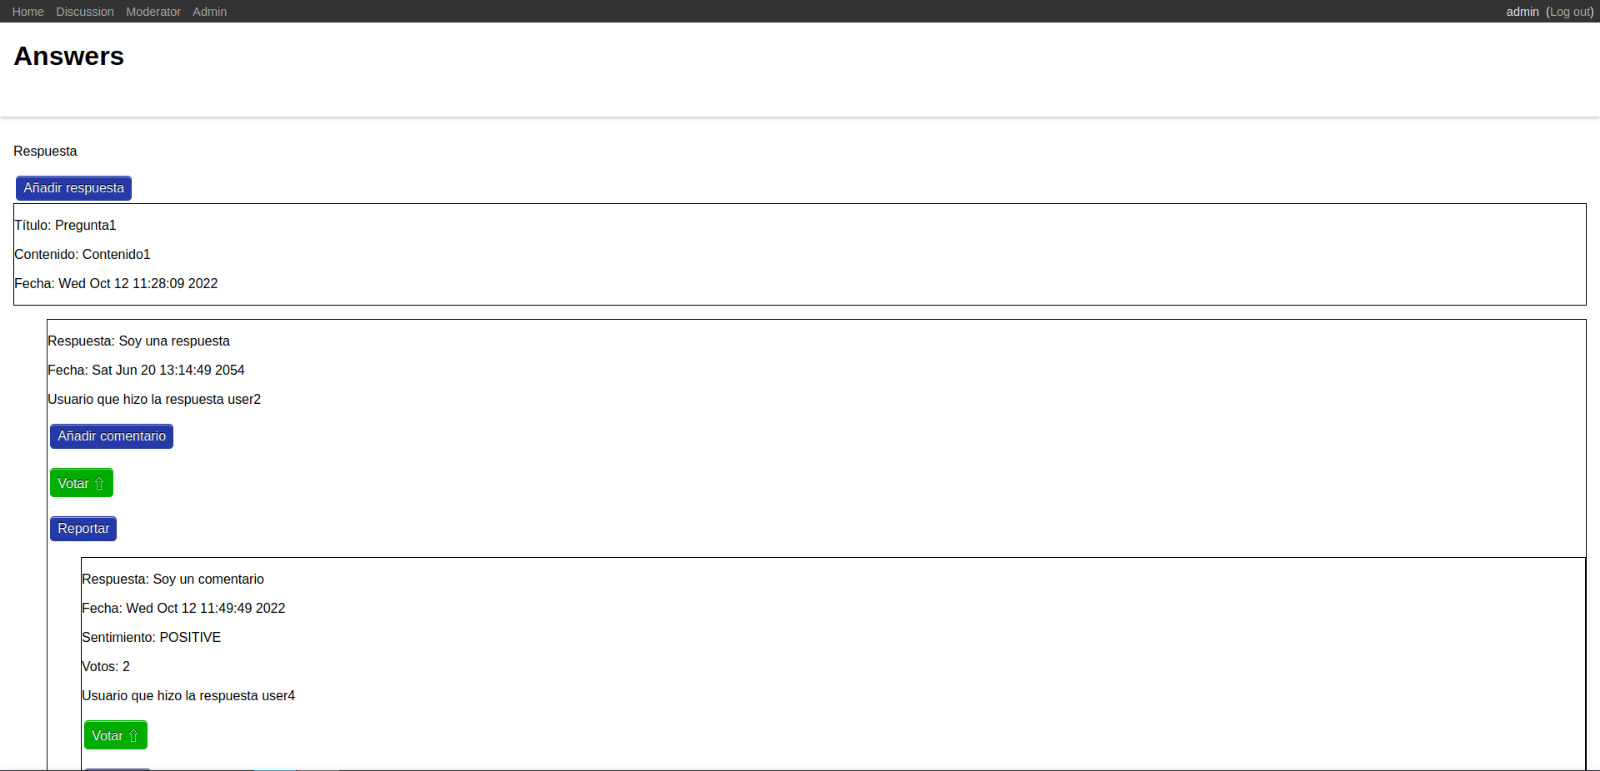 Home Discussion Moderator Admin admin (Log out)
Answers
Respuesta
Añadir respuesta
Título: Pregunta1
Contenido: Contenido1
Fecha: Wed Oct 12 11:28:09 2022
Respuesta: Soy una respuesta
Fecha: Sat Jun 20 13:14:49 2054
Usuario que hizo la respuesta user2
Añadir comentario
Votar ⇧
Reportar
Respuesta: Soy un comentario
Fecha: Wed Oct 12 11:49:49 2022
Sentimiento: POSITIVE
Votos: 2
Usuario que hizo la respuesta user4
Votar ⇧